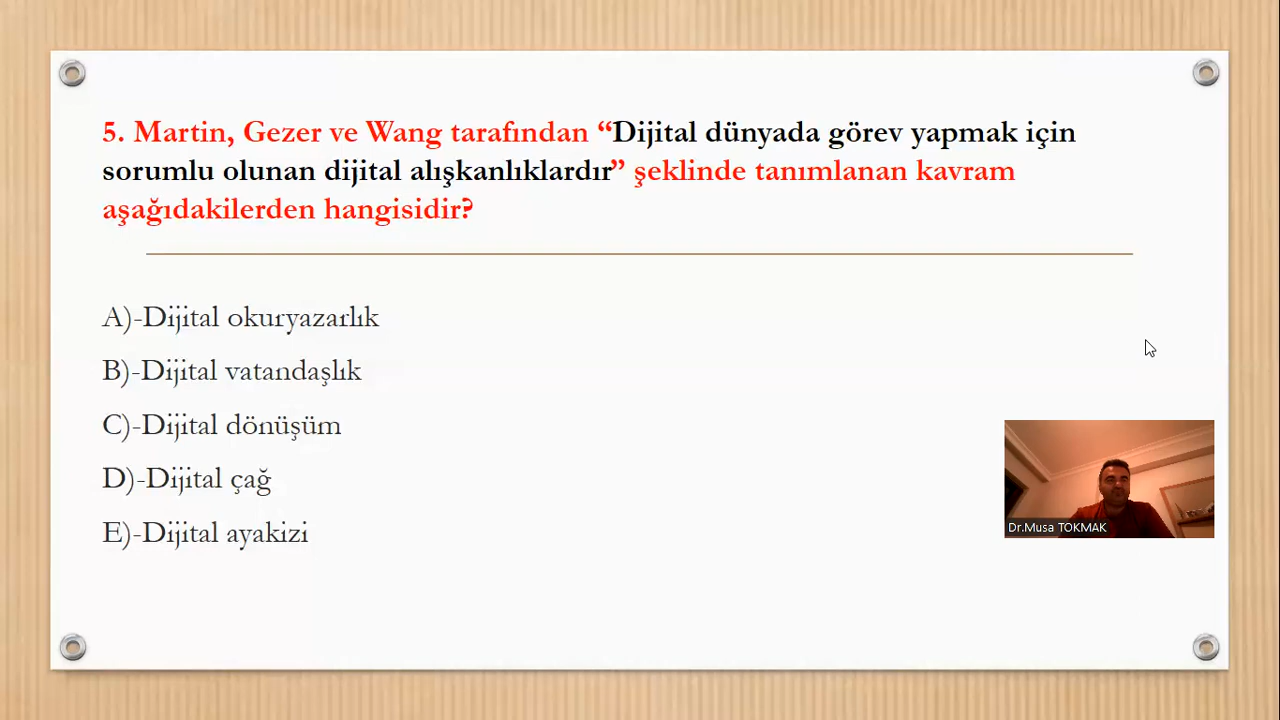 5. Martin, Gezer ve Wang tarafından “Dijital dünyada görev yapmak için
sorumlu olunan dijital alışkanlıklardır” şeklinde tanımlanan kavram
aşağıdakilerden hangisidir?
A)-Dijital okuryazarlık
B)-Dijital vatandaşlık
C)-Dijital dönüşüm
D)-Dijital çağ
E)-Dijital ayakizi
Dr.Musa TOKMAK